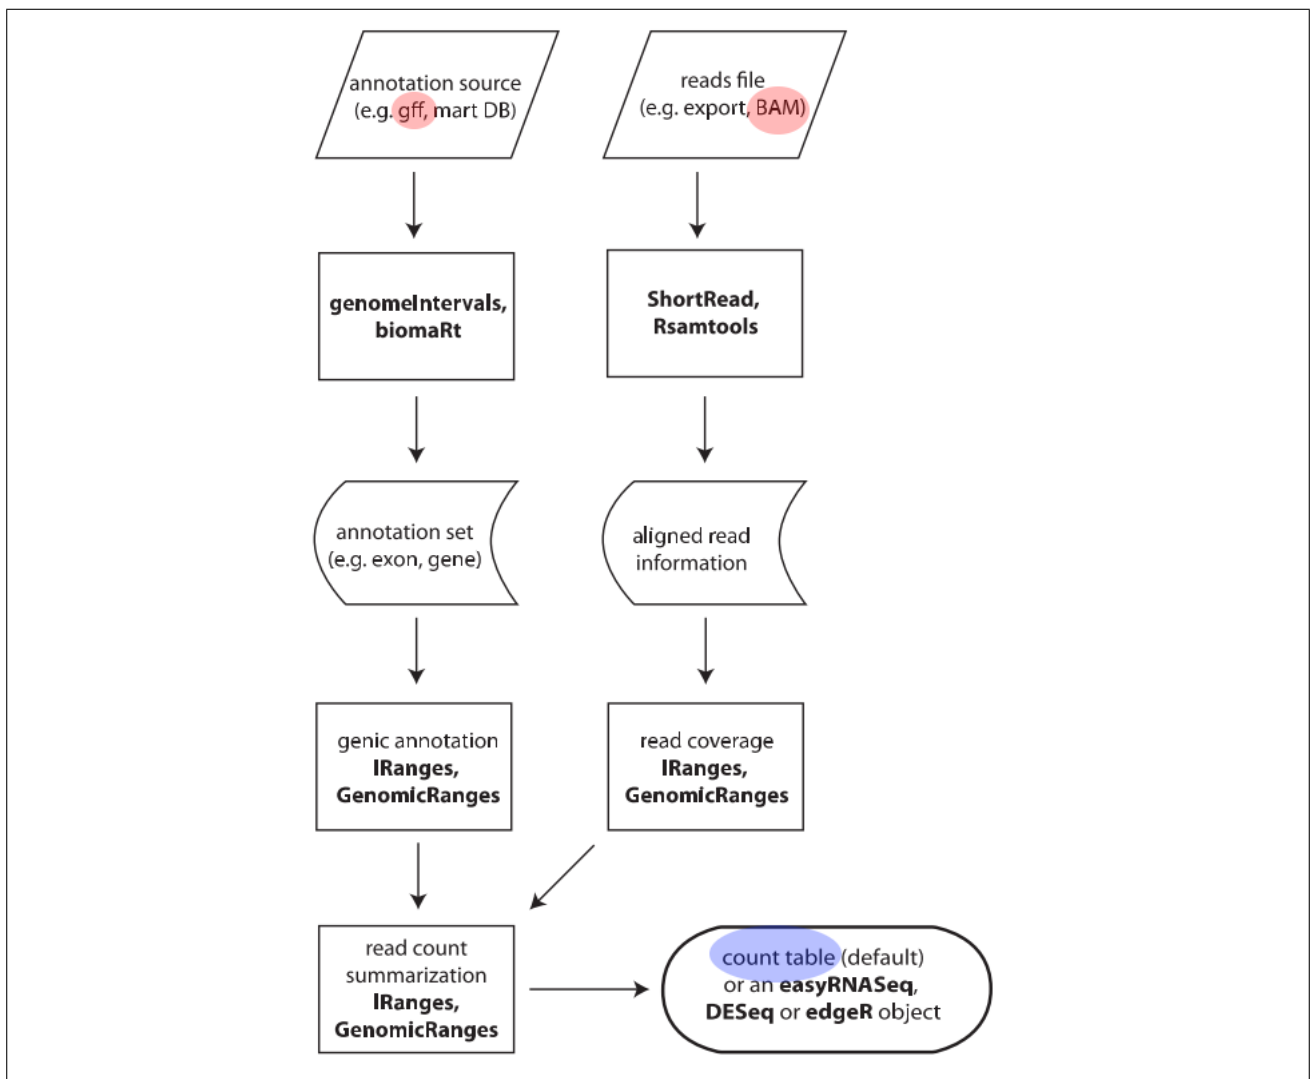 annotation source
(e.g. gff, mart DB)
reads file
(e.g. export, BAM)
genomeIntervals,
biomaRt
ShortRead,
Rsamtools
annotation set
(e.g. exon, gene)
aligned read
information
genic annotation
IRanges,
GenomicRanges
read coverage
IRanges,
GenomicRanges
read count
summarization
IRanges,
GenomicRanges
count table (default)
or an easyRNASeq,
DESeq or edgeR object